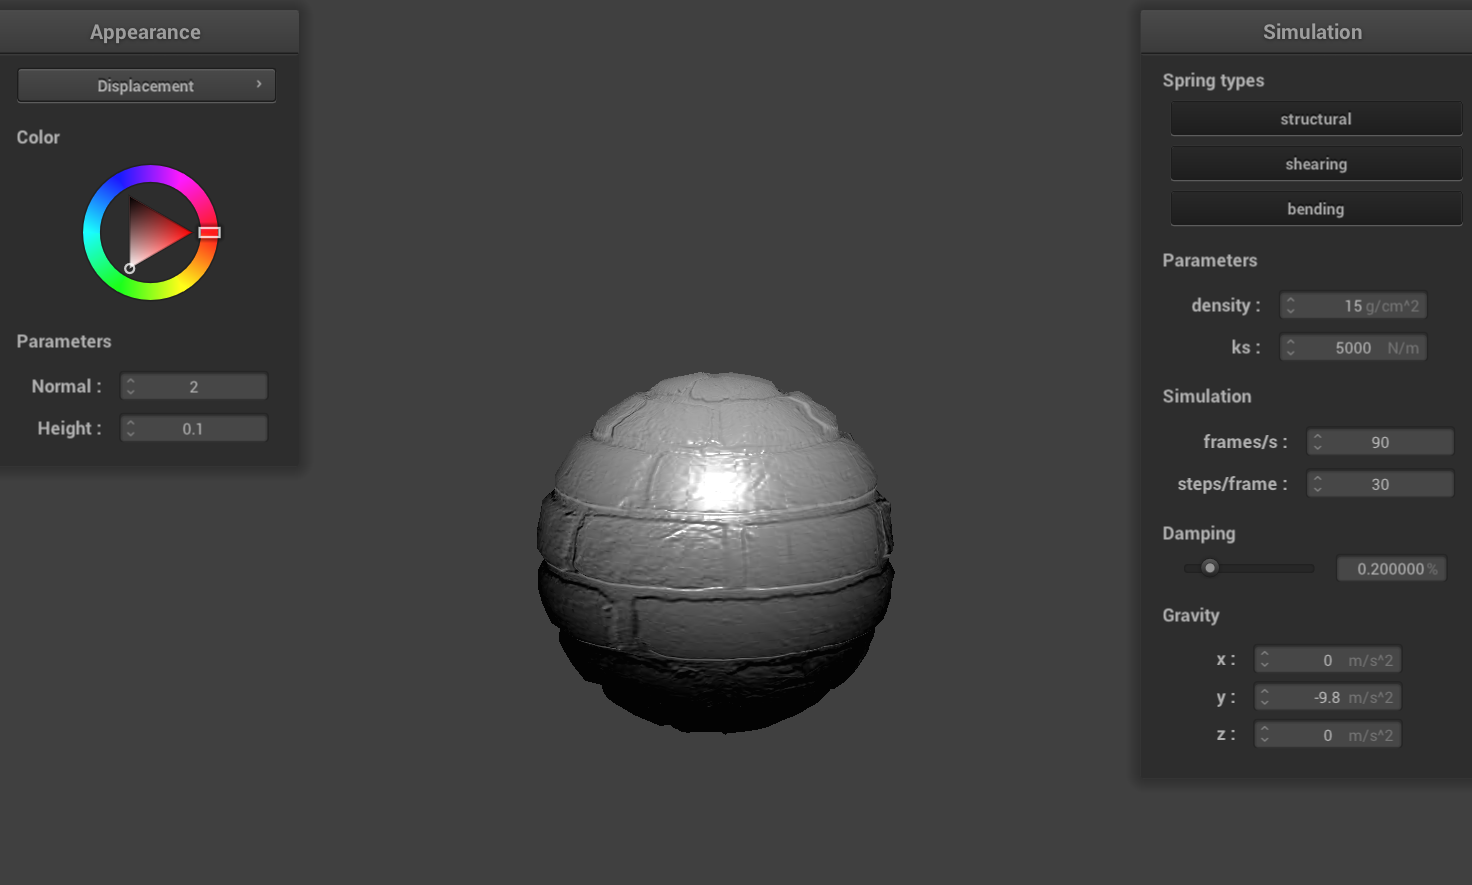 Appearance
Displacement
Color
Parameters
Normal : 2
Height : 0.1
Simulation
Spring types
structural
shearing
bending
Parameters
density : 15 g/cm^2
ks : 5000 N/m
Simulation
frames/s : 90
steps/frame : 30
Damping
0.200000 %
Gravity
x : 0 m/s^2
y : -9.8 m/s^2
z : 0 m/s^2